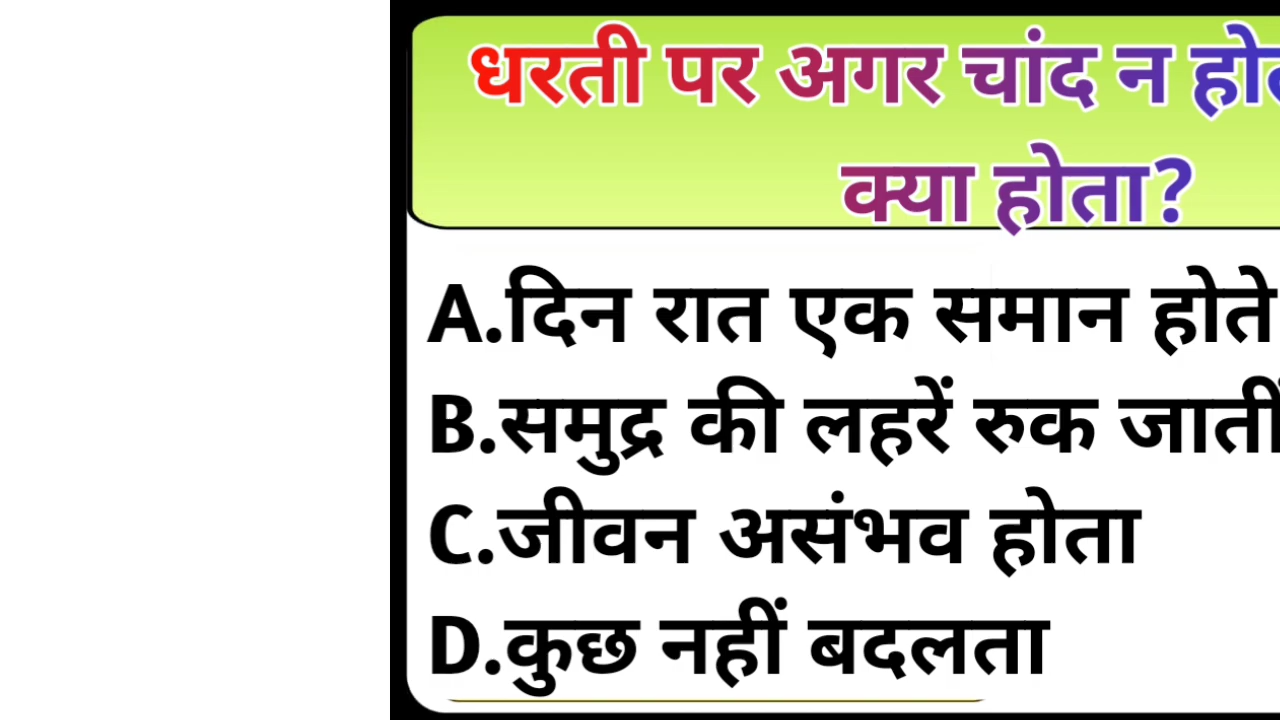 धरती पर अगर चांद न
क्या होता?
A.दिन रात एक समान होते
B.समुद्र की लहरें रुक जातीं
C.जीवन असंभव होता
D.कुछ नहीं बदलता